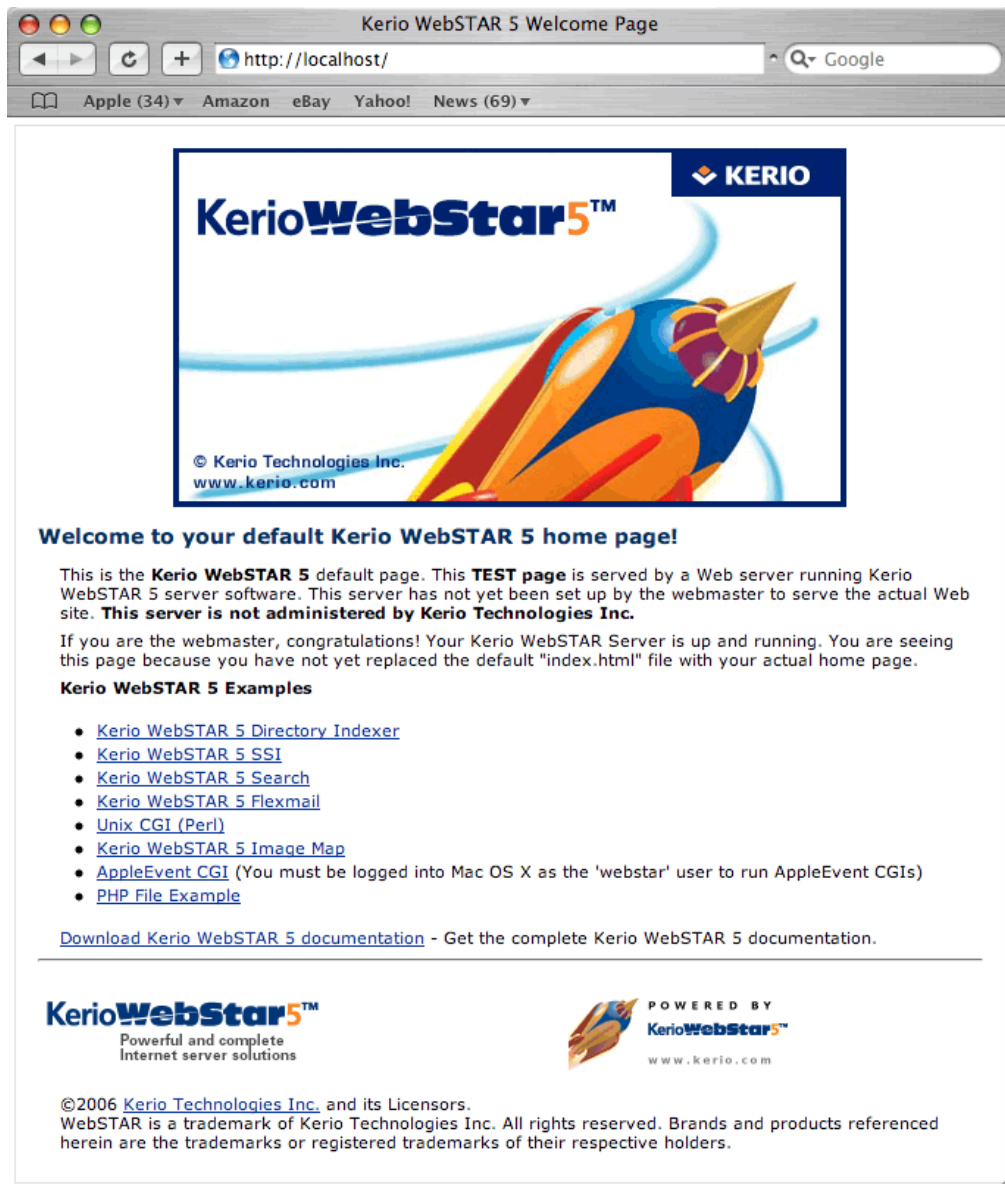 Kerio WebSTAR 5 Welcome Page
http://localhost/
Google
Apple (34)
Amazon
eBay
Yahoo!
News (69)
KERIO
KerioWebStar5™
© Kerio Technologies Inc.
www.kerio.com
Welcome to your default Kerio WebSTAR 5 home page!
This is the Kerio WebSTAR 5 default page. This TEST page is served by a Web server running Kerio
WebSTAR 5 server software. This server has not yet been set up by the webmaster to serve the actual Web
site. This server is not administered by Kerio Technologies Inc.
If you are the webmaster, congratulations! Your Kerio WebSTAR Server is up and running. You are seeing
this page because you have not yet replaced the default "index.html" file with your actual home page.
Kerio WebSTAR 5 Examples
Kerio WebSTAR 5 Directory Indexer
Kerio WebSTAR 5 SSI
Kerio WebSTAR 5 Search
Kerio WebSTAR 5 Flexmail
Unix CGI (Perl)
Kerio WebSTAR 5 Image Map
AppleEvent CGI (You must be logged into Mac OS X as the 'webstar' user to run AppleEvent CGIs)
PHP File Example
Download Kerio WebSTAR 5 documentation - Get the complete Kerio WebSTAR 5 documentation.
KerioWebStar5™
Powerful and complete
Internet server solutions
POWERED BY
KerioWebStar5™
www.kerio.com
©2006 Kerio Technologies Inc. and its Licensors.
WebSTAR is a trademark of Kerio Technologies Inc. All rights reserved. Brands and products referenced
herein are the trademarks or registered trademarks of their respective holders.